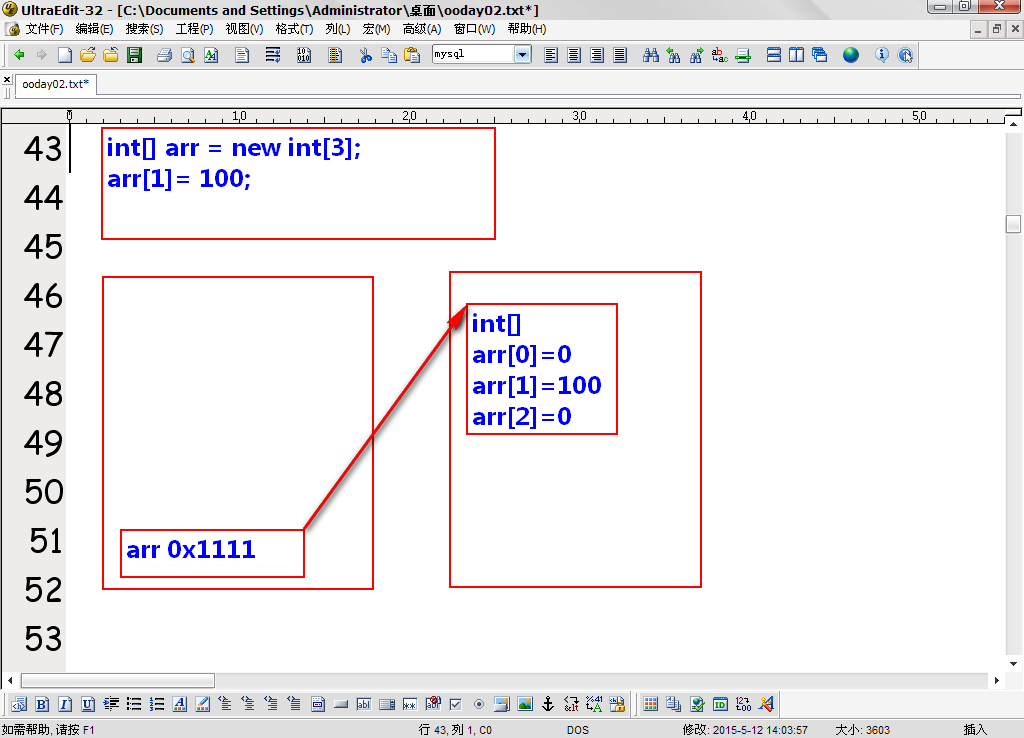 UltraEdit-32 - [C:\Documents and Settings\Administrator\桌面\ooday02.txt*]
文件(F) 编辑(E) 搜索(S) 工程(P) 视图(V) 格式(T) 列(L) 宏(M) 高级(A) 窗口(W) 帮助(H)
mysql
ooday02.txt*
0 1,0 2,0 3,0 4,0 5,0
43
int[] arr = new int[3];
arr[1]= 100;
44
45
46
int[]
47
arr[0]=0
arr[1]=100
48
arr[2]=0
49
50
51
arr 0x1111
52
53
如需帮助, 请按 F1 行 43, 列 1, C0 DOS 修改: 2015-5-12 14:03:57 大小: 3603 插入